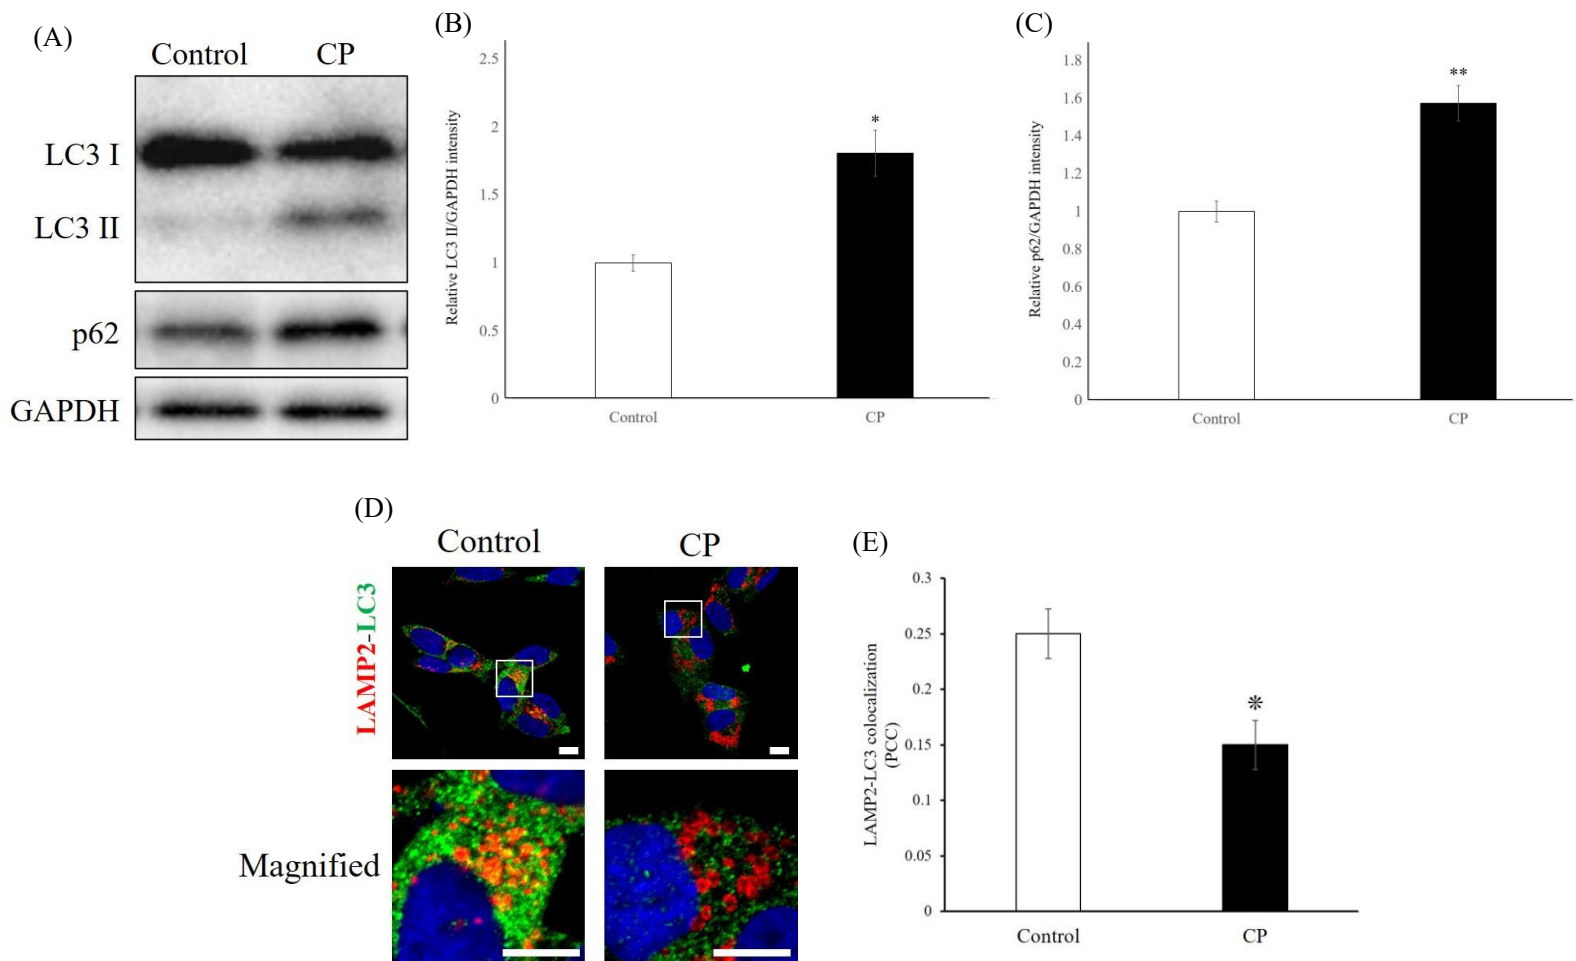 (A)
Control CP
LC3 I
LC3 II
p62
GAPDH
(B)
Relative LC3 II/GAPDH intensity
2.5
2
1.5
1
0.5
0
*
Control CP
(C)
Relative p62/GAPDH intensity
1.8
1.6
1.4
1.2
1
0.8
0.6
0.4
0.2
0
**
Control CP
(D)
Control CP
LAMP2-LC3
Magnified
(E)
LAMP2-LC3 colocalization
(PCC)
0.3
0.25
0.2
0.15
0.1
0.05
0
*
Control CP